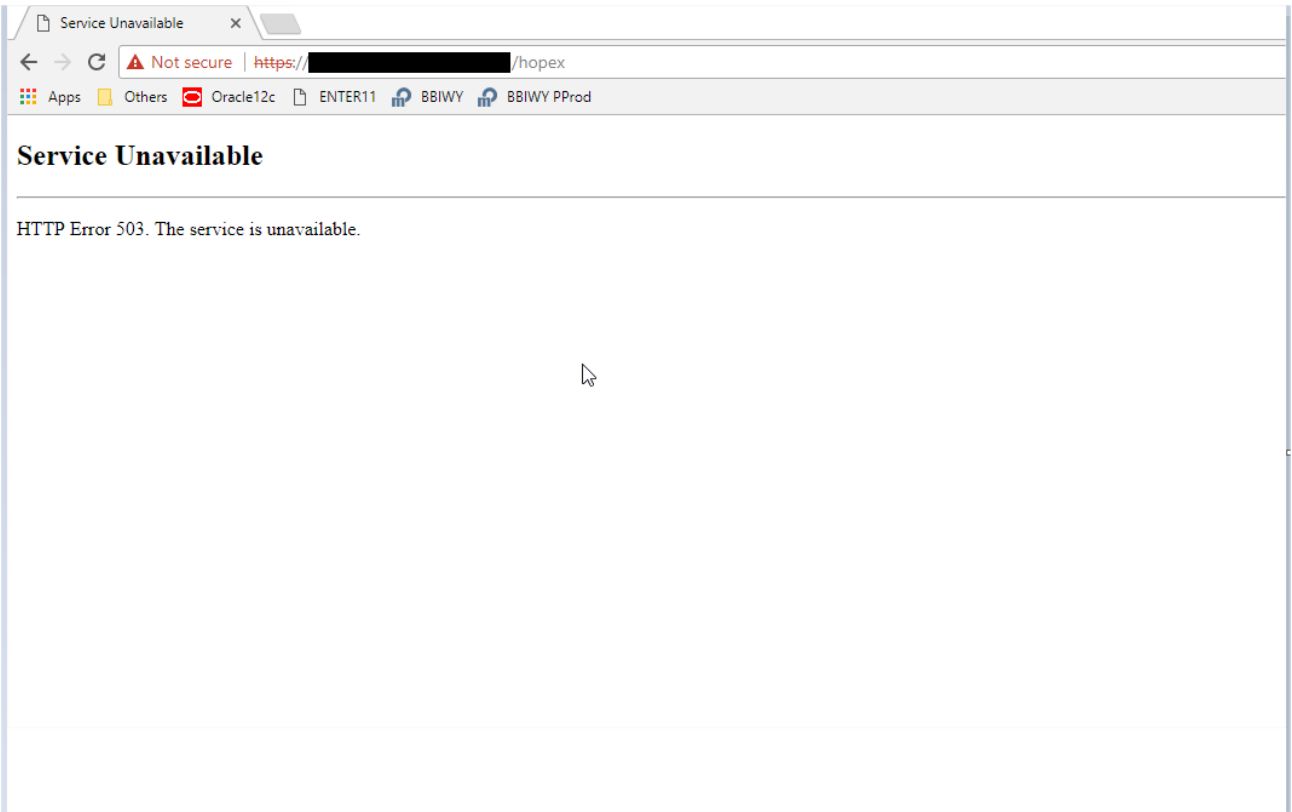 Service Unavailable
Not secure https:// /hopex
Apps Others Oracle12c ENTER11 BBIWY BBIWY PProd
Service Unavailable
HTTP Error 503. The service is unavailable.